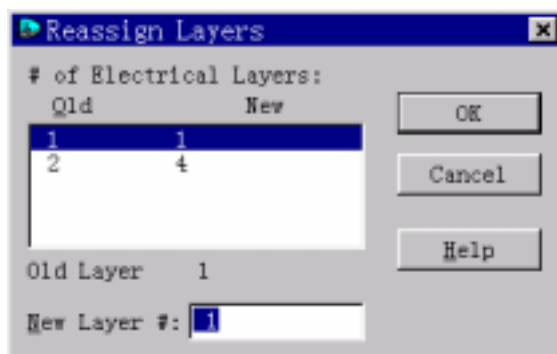 Reassign Layers
# of Electrical Layers:
Old New
1 1
2 4
Old Layer 1
New Layer #: 1
OK
Cancel
Help